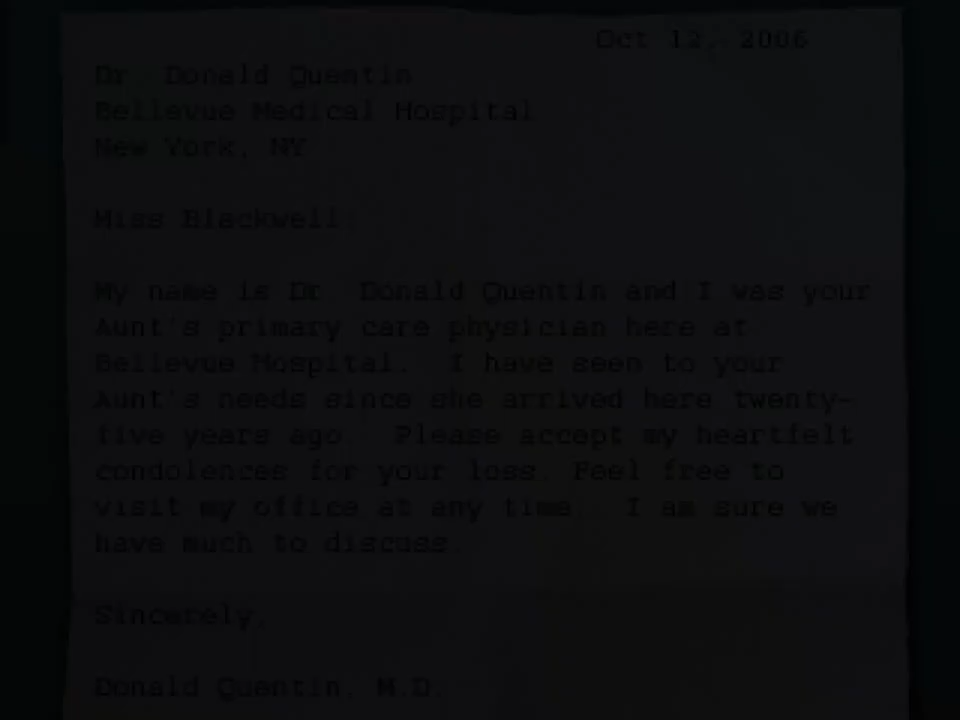 Oct 12, 2006
Dr. Donald Quentin
Bellevue Medical Hospital
New York, NY
Miss Blackwell:
My name is Dr. Donald Quentin and I was your
Aunt's primary care physician here at
Bellevue Hospital. I have seen to your
Aunt's needs since she arrived here twenty-
five years ago. Please accept my heartfelt
condolences for your loss. Feel free to
visit my office at any time. I am sure we
have much to discuss.
Sincerely,
Donald Quentin, M.D.